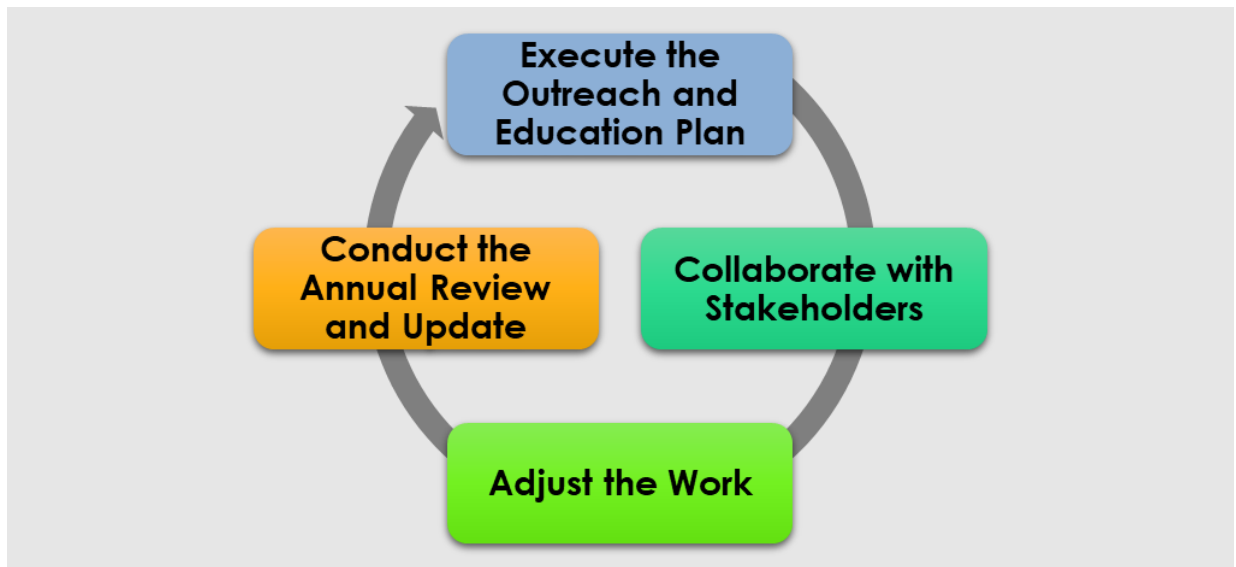 Execute the
Outreach and
Education Plan
Collaborate with
Stakeholders
Adjust the Work
Conduct the
Annual Review
and Update